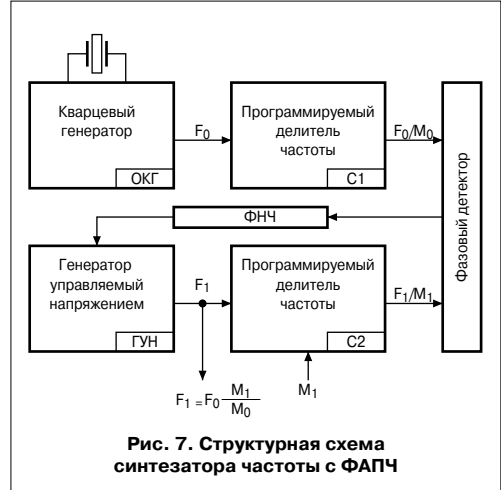 Кварцевый
генератор
ОКГ
F₀
Программируемый
делитель
частоты
С1
F₀/M₀
Фазовый детектор
ФНЧ
Генератор
управляемый
напряжением
ГУН
F₁
Программируемый
делитель
частоты
С2
F₁/M₁
M₁
F₁ = F₀ M₁/M₀
Рис. 7. Структурная схема
синтезатора частоты с ФАПЧ